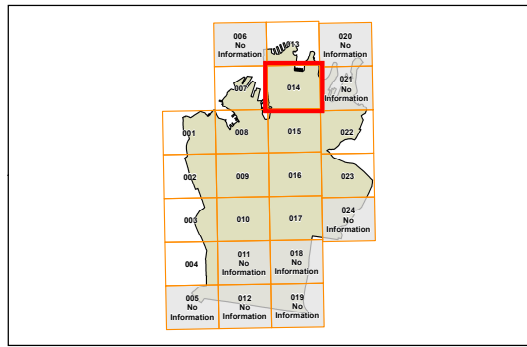 006
No
Information
013
020
No
Information
007
014
021
No
Information
001
008
015
022
002
009
016
023
003
010
017
024
No
Information
004
011
No
Information
018
No
Information
005
No
Information
012
No
Information
019
No
Information